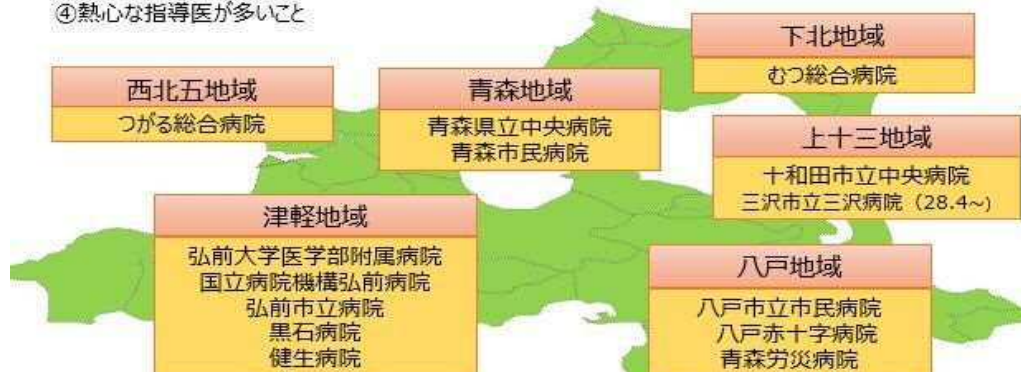 ④熱心な指導医が多いこと
下北地域
むつ総合病院
西北五地域
つがる総合病院
青森地域
青森県立中央病院
青森市民病院
上十三地域
十和田市立中央病院
三沢市立三沢病院（28.4~)
津軽地域
弘前大学医学部附属病院
国立病院機構弘前病院
弘前市立病院
黒石病院
健生病院
八戸地域
八戸市立市民病院
八戸赤十字病院
青森労災病院